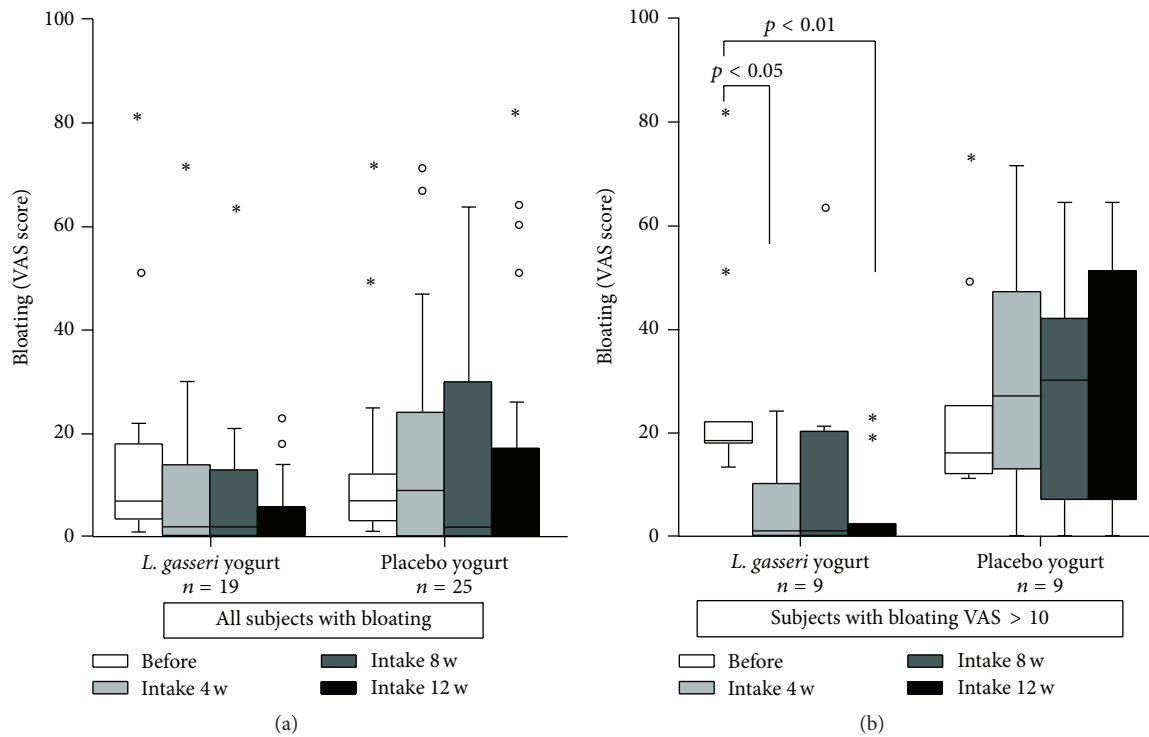 100
80
60
40
20
0
Bloating (VAS score)
L. gasseri yogurt
n = 19
Placebo yogurt
n = 25
All subjects with bloating
Before
Intake 4 w
Intake 8 w
Intake 12 w
(a)
100
80
60
40
20
0
Bloating (VAS score)
p < 0.01
p < 0.05
L. gasseri yogurt
n = 9
Placebo yogurt
n = 9
Subjects with bloating VAS > 10
Before
Intake 4 w
Intake 8 w
Intake 12 w
(b)